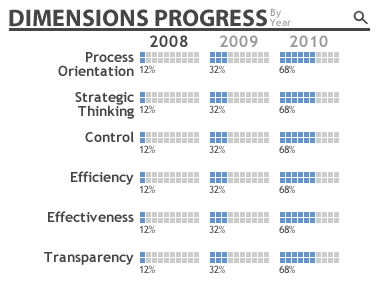 DIMENSIONS PROGRESS By Year
2008 2009 2010
Process Orientation
12% 32% 68%
Strategic Thinking
12% 32% 68%
Control
12% 32% 68%
Efficiency
12% 32% 68%
Effectiveness
12% 32% 68%
Transparency
12% 32% 68%